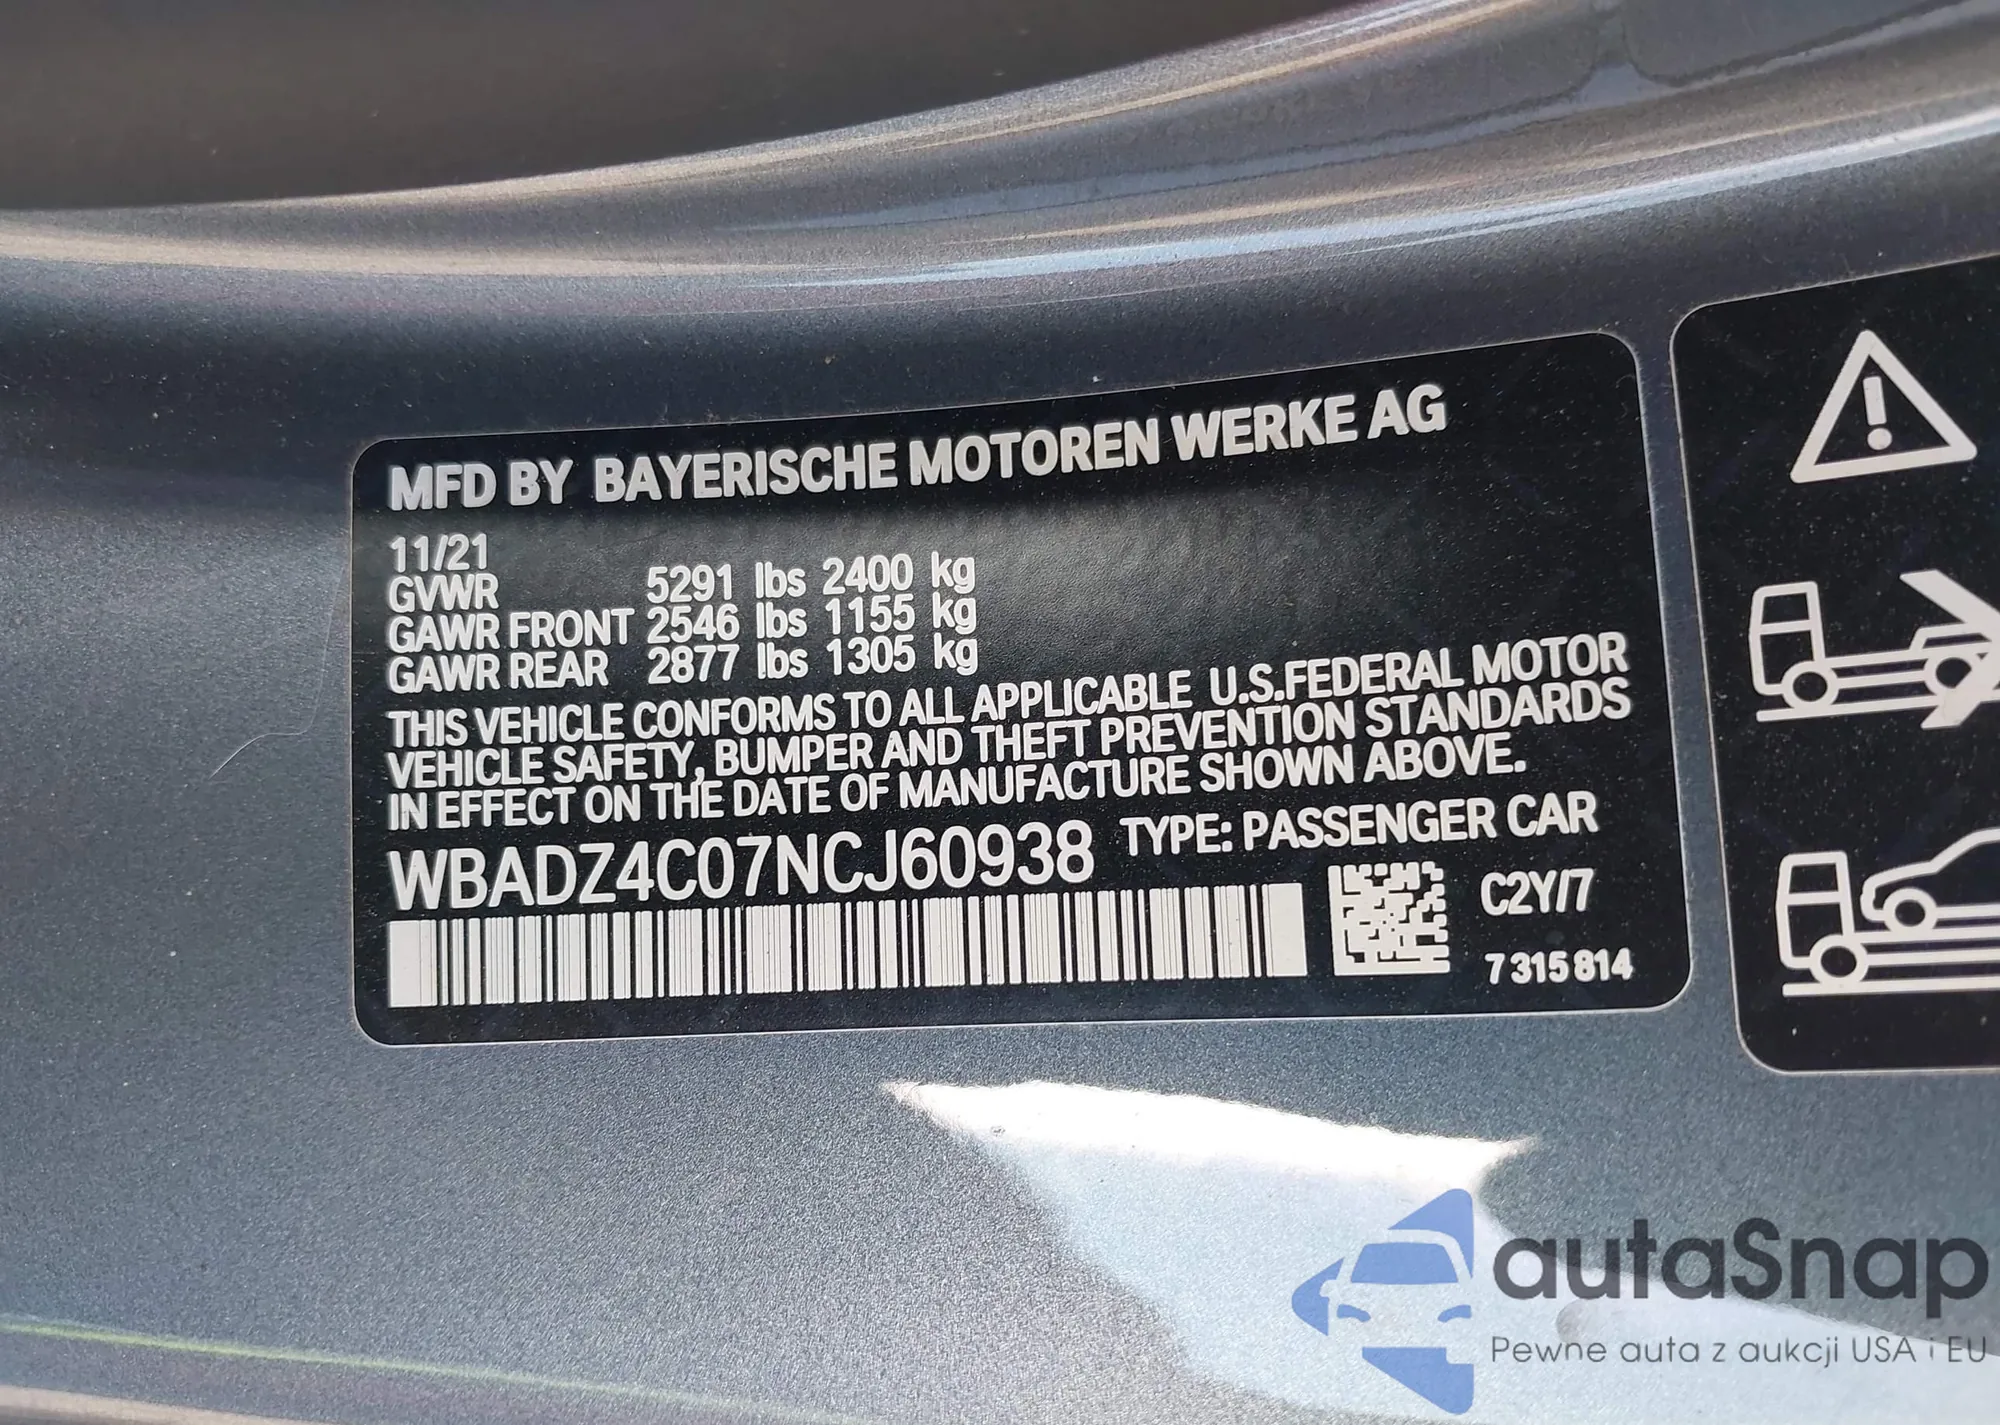 MFD BY BAYERISCHE MOTOREN WERKE AG
11/21
GVWR 5291 lbs 2400 kg
GAWR FRONT 2546 lbs 1155 kg
GAWR REAR 2877 lbs 1305 kg
THIS VEHICLE CONFORMS TO ALL APPLICABLE U.S.FEDERAL MOTOR
VEHICLE SAFETY, BUMPER AND THEFT PREVENTION STANDARDS
IN EFFECT ON THE DATE OF MANUFACTURE SHOWN ABOVE.
WBADZ4C07NCJ60938 TYPE: PASSENGER CAR
C2Y/7
7 315 814
autaSnap
Pewne auta z aukcji USA i EU